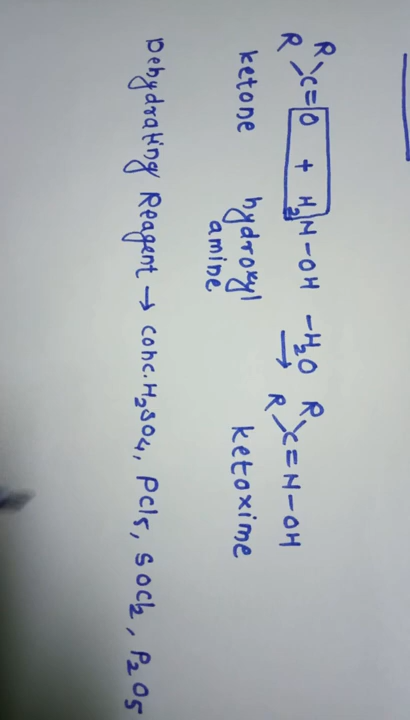 R
R C=O + H2N-OH -H2O → R
R C=N-OH
ketone hydroxyl amine ketoxime
Dehydrating Reagent → conc.H2SO4, PCl5, SOCl2, P2O5